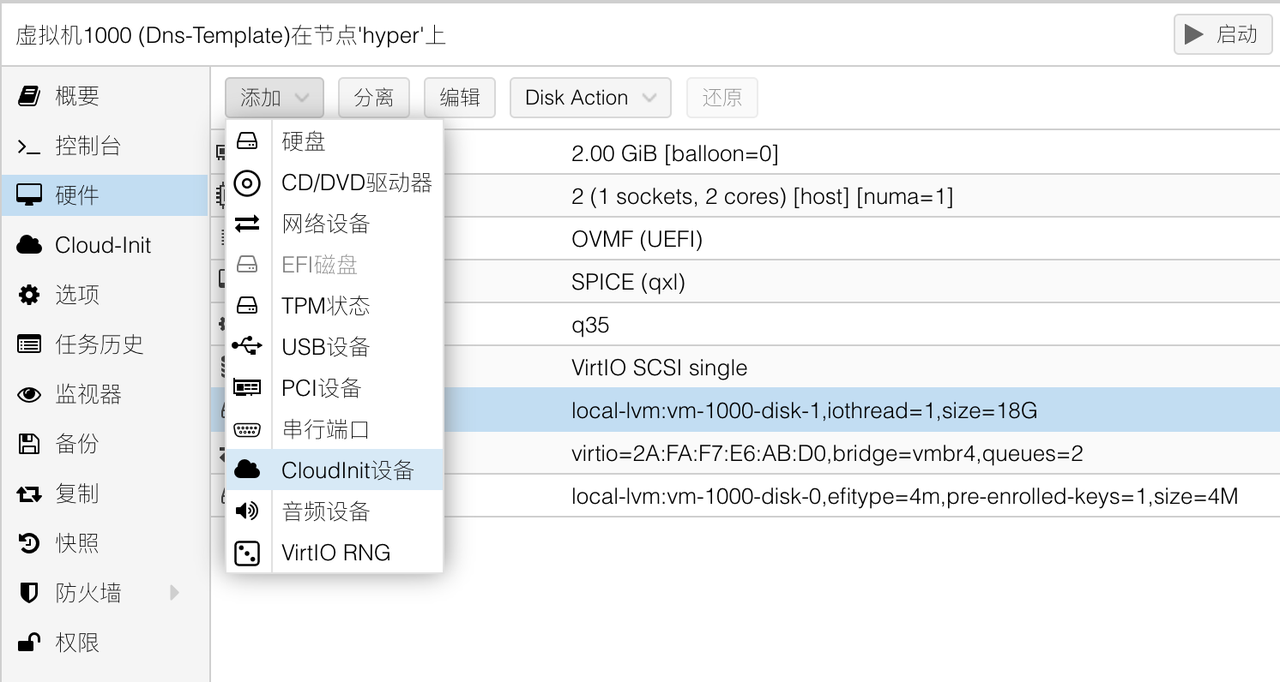 虚拟机1000 (Dns-Template)在节点'hyper'上
启动
概要
控制台
硬件
Cloud-Init
选项
任务历史
监视器
备份
复制
快照
防火墙
权限
添加
分离
编辑
Disk Action
还原
硬盘
CD/DVD驱动器
网络设备
EFI磁盘
TPM状态
USB设备
PCI设备
串行端口
CloudInit设备
音频设备
VirtIO RNG
2.00 GiB [balloon=0]
2 (1 sockets, 2 cores) [host] [numa=1]
OVMF (UEFI)
SPICE (qxl)
q35
VirtIO SCSI single
local-lvm:vm-1000-disk-1,iothread=1,size=18G
virtio=2A:FA:F7:E6:AB:D0,bridge=vmbr4,queues=2
local-lvm:vm-1000-disk-0,efitype=4m,pre-enrolled-keys=1,size=4M